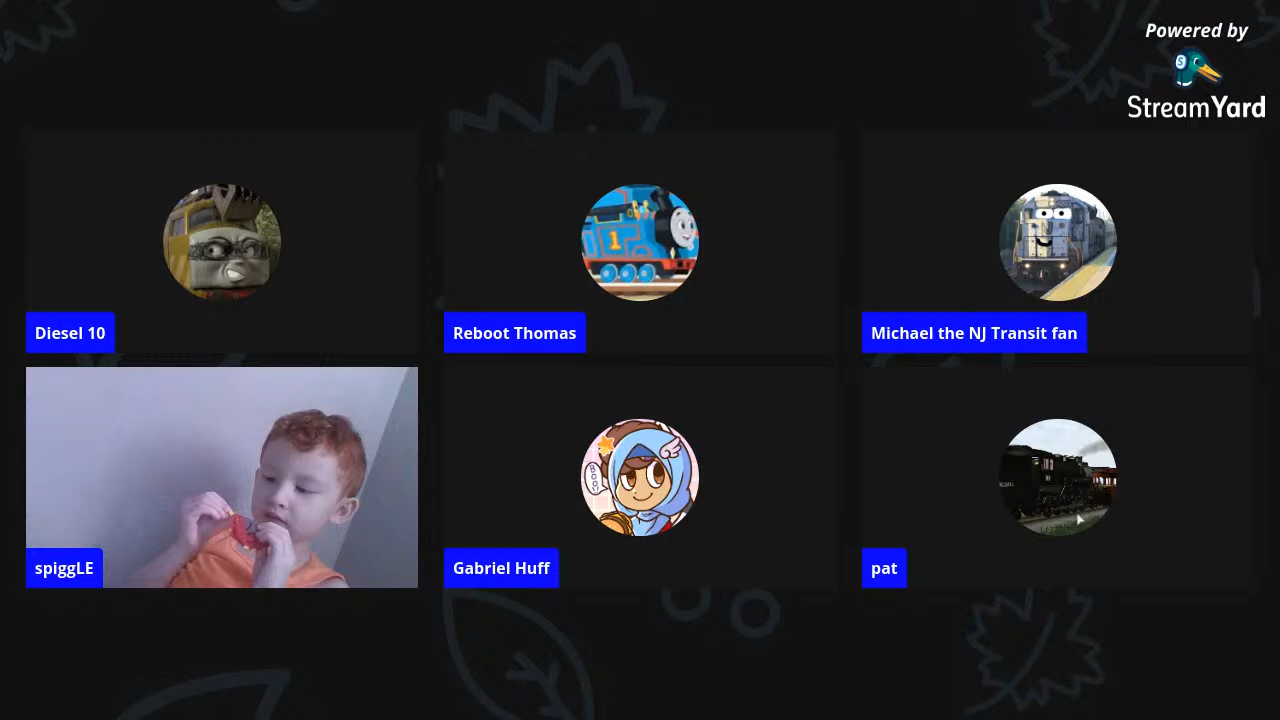 Powered by
StreamYard
Diesel 10
Reboot Thomas
Michael the NJ Transit fan
spiggLE
Gabriel Huff
pat